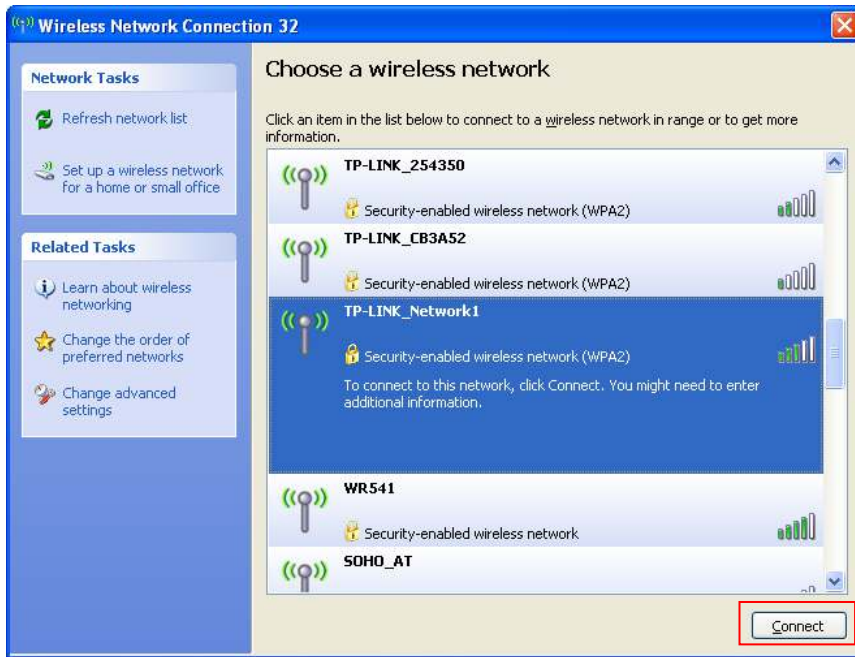 Wireless Network Connection 32
Network Tasks
Refresh network list
Set up a wireless network
for a home or small office
Related Tasks
Learn about wireless
networking
Change the order of
preferred networks
Change advanced
settings
Choose a wireless network
Click an item in the list below to connect to a wireless network in range or to get more
information.
TP-LINK_254350
Security-enabled wireless network (WPA2)
TP-LINK_CB3A52
Security-enabled wireless network (WPA2)
TP-LINK_Network1
Security-enabled wireless network (WPA2)
To connect to this network, click Connect. You might need to enter
additional information.
WR541
Security-enabled wireless network
SOHO_AT
Connect